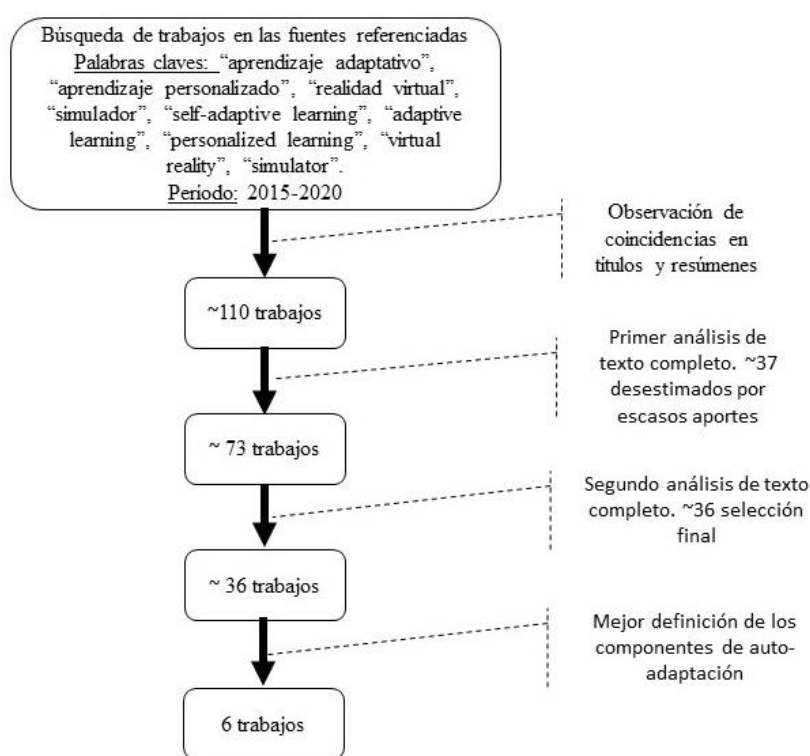 Búsqueda de trabajos en las fuentes referenciadas
Palabras claves: “aprendizaje adaptativo”,
“aprendizaje personalizado”, “realidad virtual”,
“simulador”, “self-adaptive learning”, “adaptive
learning”, “personalized learning”, “virtual
reality”, “simulator”.
Período: 2015-2020
Observación de
coincidencias en
títulos y resúmenes
~110 trabajos
Primer análisis de
texto completo. ~37
desestimados por
escasos aportes
~ 73 trabajos
Segundo análisis de texto
completo. ~36 selección
final
~ 36 trabajos
Mejor definición de los
componentes de auto-
adaptación
6 trabajos